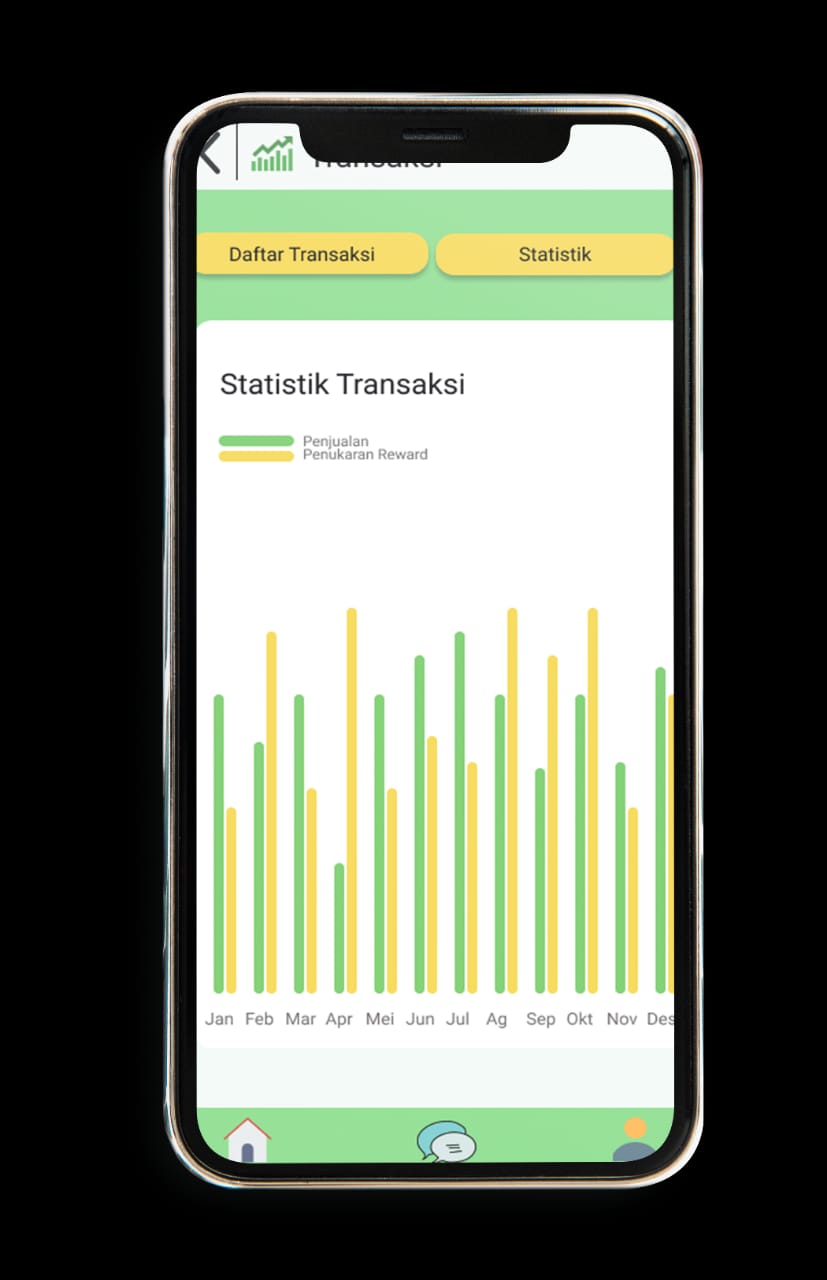 Transaksi
Daftar Transaksi
Statistik
Statistik Transaksi
Penjualan
Penukaran Reward
Jan Feb Mar Apr Mei Jun Jul Ag Sep Okt Nov Des